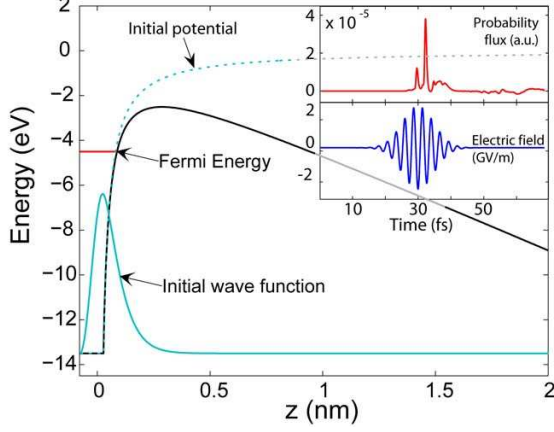 2
0
−2
−4
−6
−8
−10
−12
−14
Energy (eV)
0
0.5
1
1.5
2
z (nm)
Initial potential
Fermi Energy
Initial wave function
x 10⁻⁵
4
2
0
Probability
flux (a.u.)
2
0
-2
Electric field
(GV/m)
10
30
50
Time (fs)